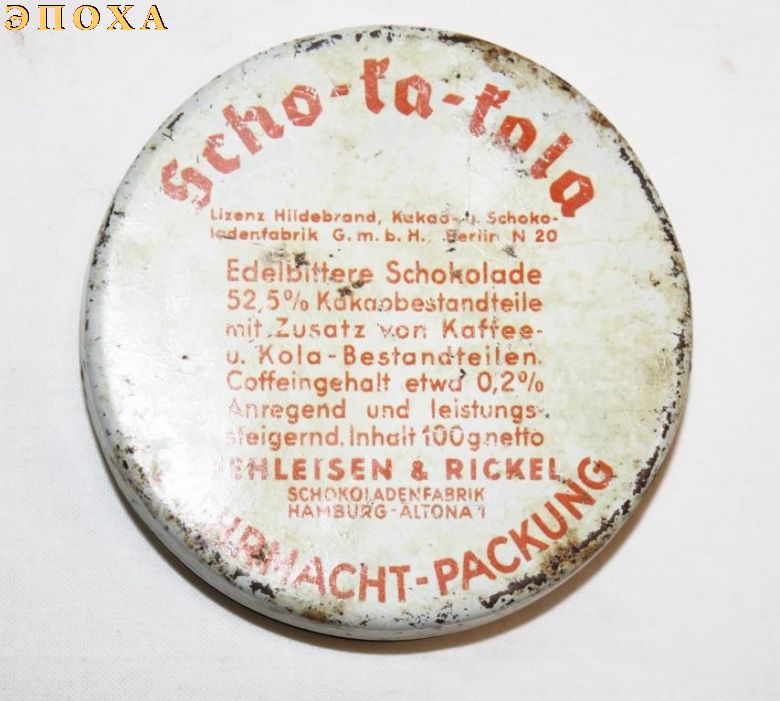 ЭПОХА
Scho-ka-kola
Lizenz Hildebrand, Kakao- u. Schoko-
ladenfabrik G.m.b.H. Berlin N 20
Edelbittere Schokolade
52,5% Kakaobestandteile
mit Zusatz von Kaffee-
u. Kola-Bestandteilen.
Coffeingehalt etwa 0,2%
Anregend und leistungs-
steigernd. Inhalt 100g netto
& RICKEL
SCHOKOLADENFABRIK
HAMBURG-ALTONA 1
WEHRMACHT-PACKUNG